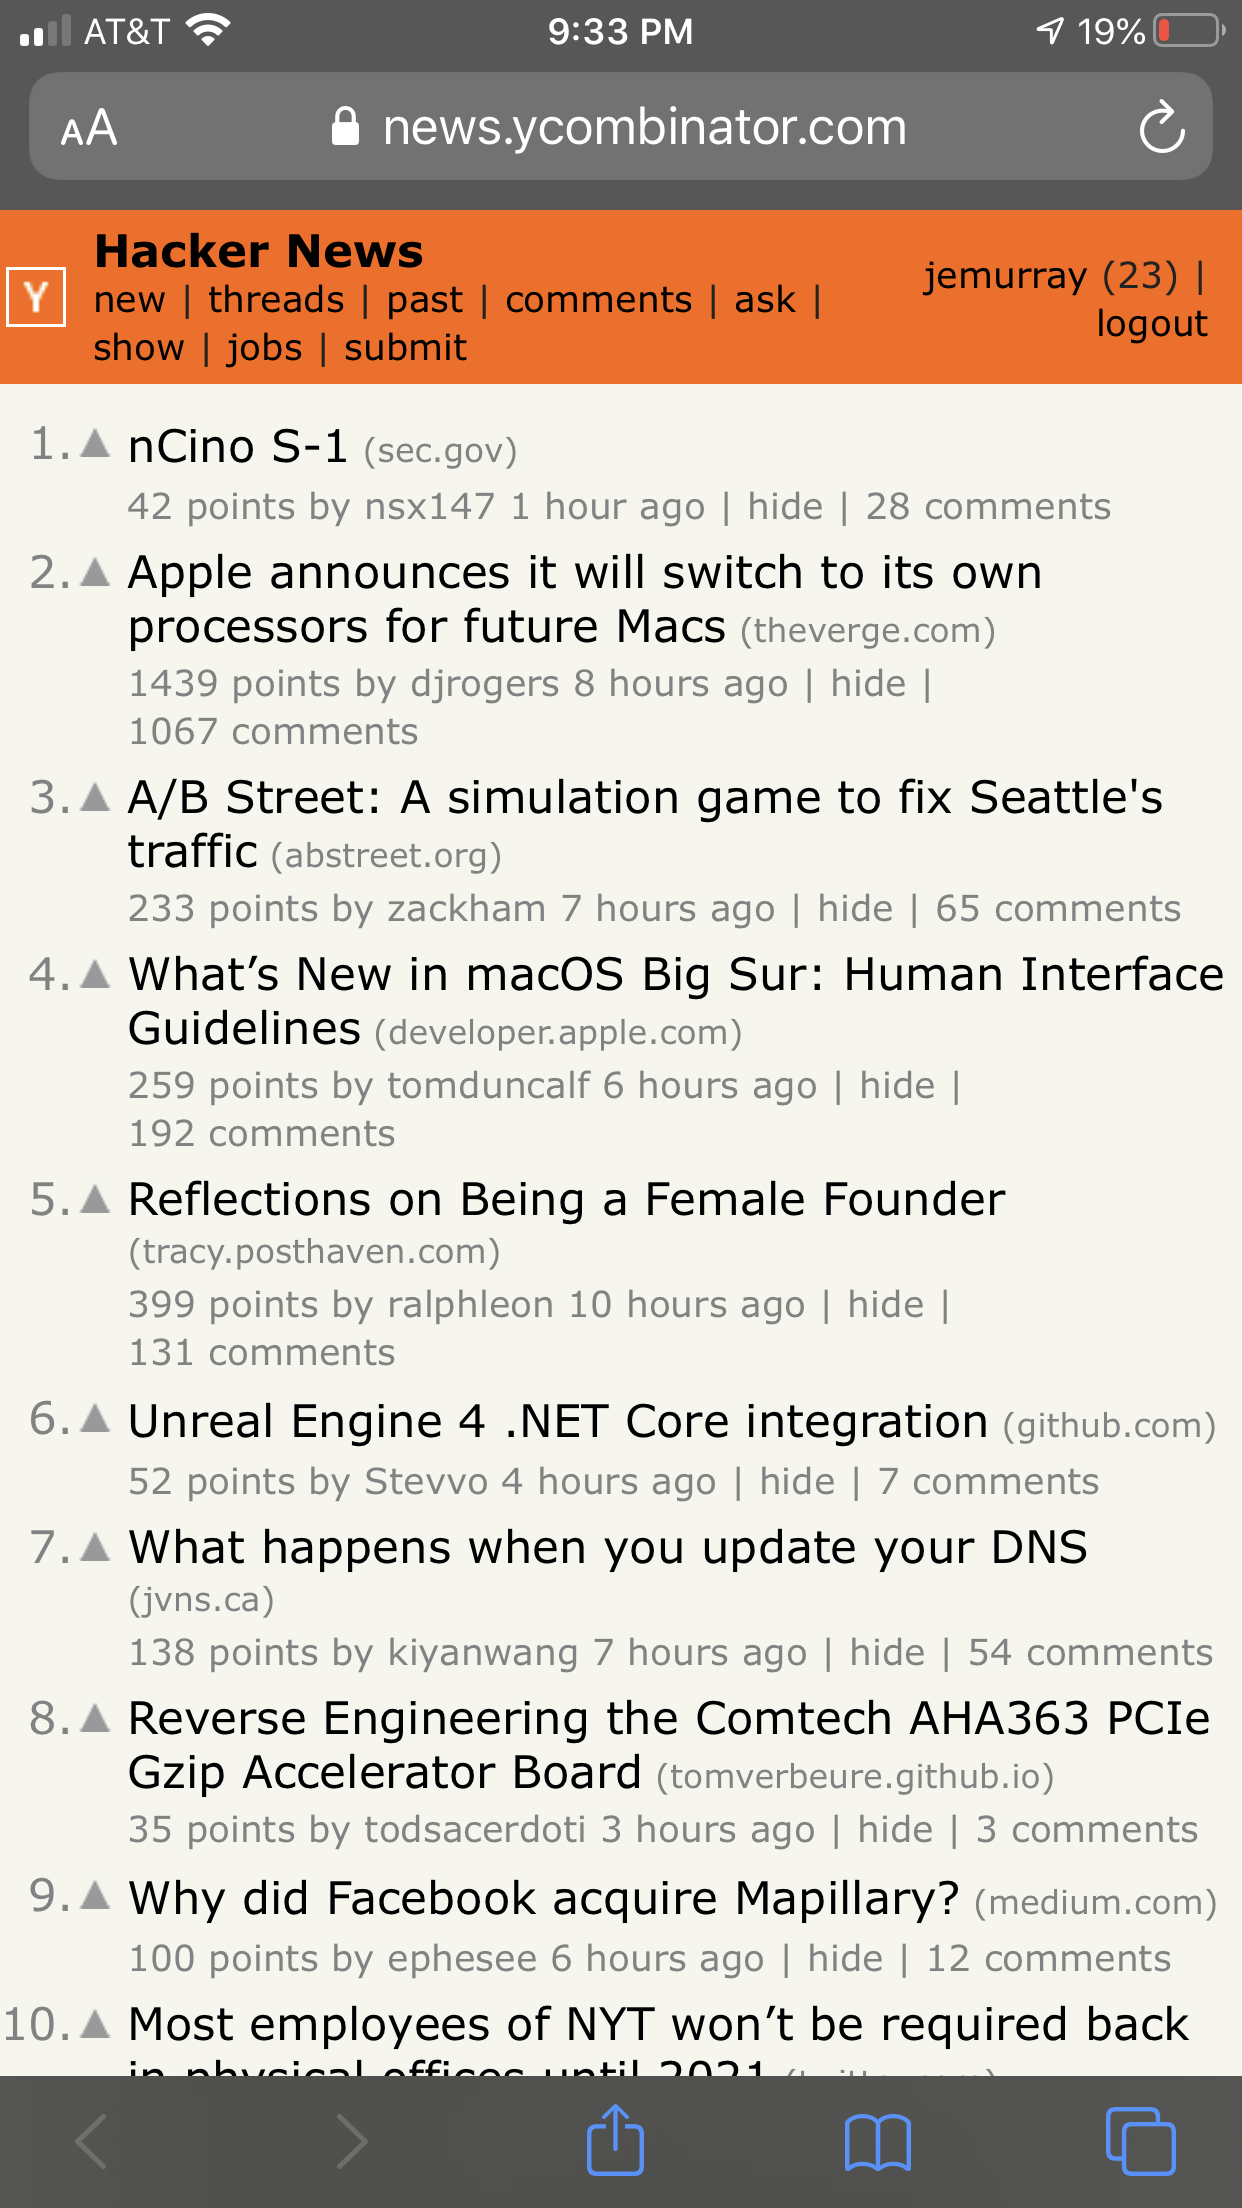 AT&T 9:33 PM 19%
AA news.ycombinator.com
Hacker News
Y new | threads | past | comments | ask | jemurray (23) |
show | jobs | submit logout
1. nCino S-1 (sec.gov)
42 points by nsx147 1 hour ago | hide | 28 comments
2. Apple announces it will switch to its own
processors for future Macs (theverge.com)
1439 points by djrogers 8 hours ago | hide |
1067 comments
3. A/B Street: A simulation game to fix Seattle's
traffic (abstreet.org)
233 points by zackham 7 hours ago | hide | 65 comments
4. What’s New in macOS Big Sur: Human Interface
Guidelines (developer.apple.com)
259 points by tomduncalf 6 hours ago | hide |
192 comments
5. Reflections on Being a Female Founder
(tracy.posthaven.com)
399 points by ralphleon 10 hours ago | hide |
131 comments
6. Unreal Engine 4 .NET Core integration (github.com)
52 points by Stevvo 4 hours ago | hide | 7 comments
7. What happens when you update your DNS
(jvns.ca)
138 points by kiyanwang 7 hours ago | hide | 54 comments
8. Reverse Engineering the Comtech AHA363 PCIe
Gzip Accelerator Board (tomverbeure.github.io)
35 points by todsacerdoti 3 hours ago | hide | 3 comments
9. Why did Facebook acquire Mapillary? (medium.com)
100 points by ephesee 6 hours ago | hide | 12 comments
10. Most employees of NYT won’t be required back
in physical offices until 2021 (twitter.com)